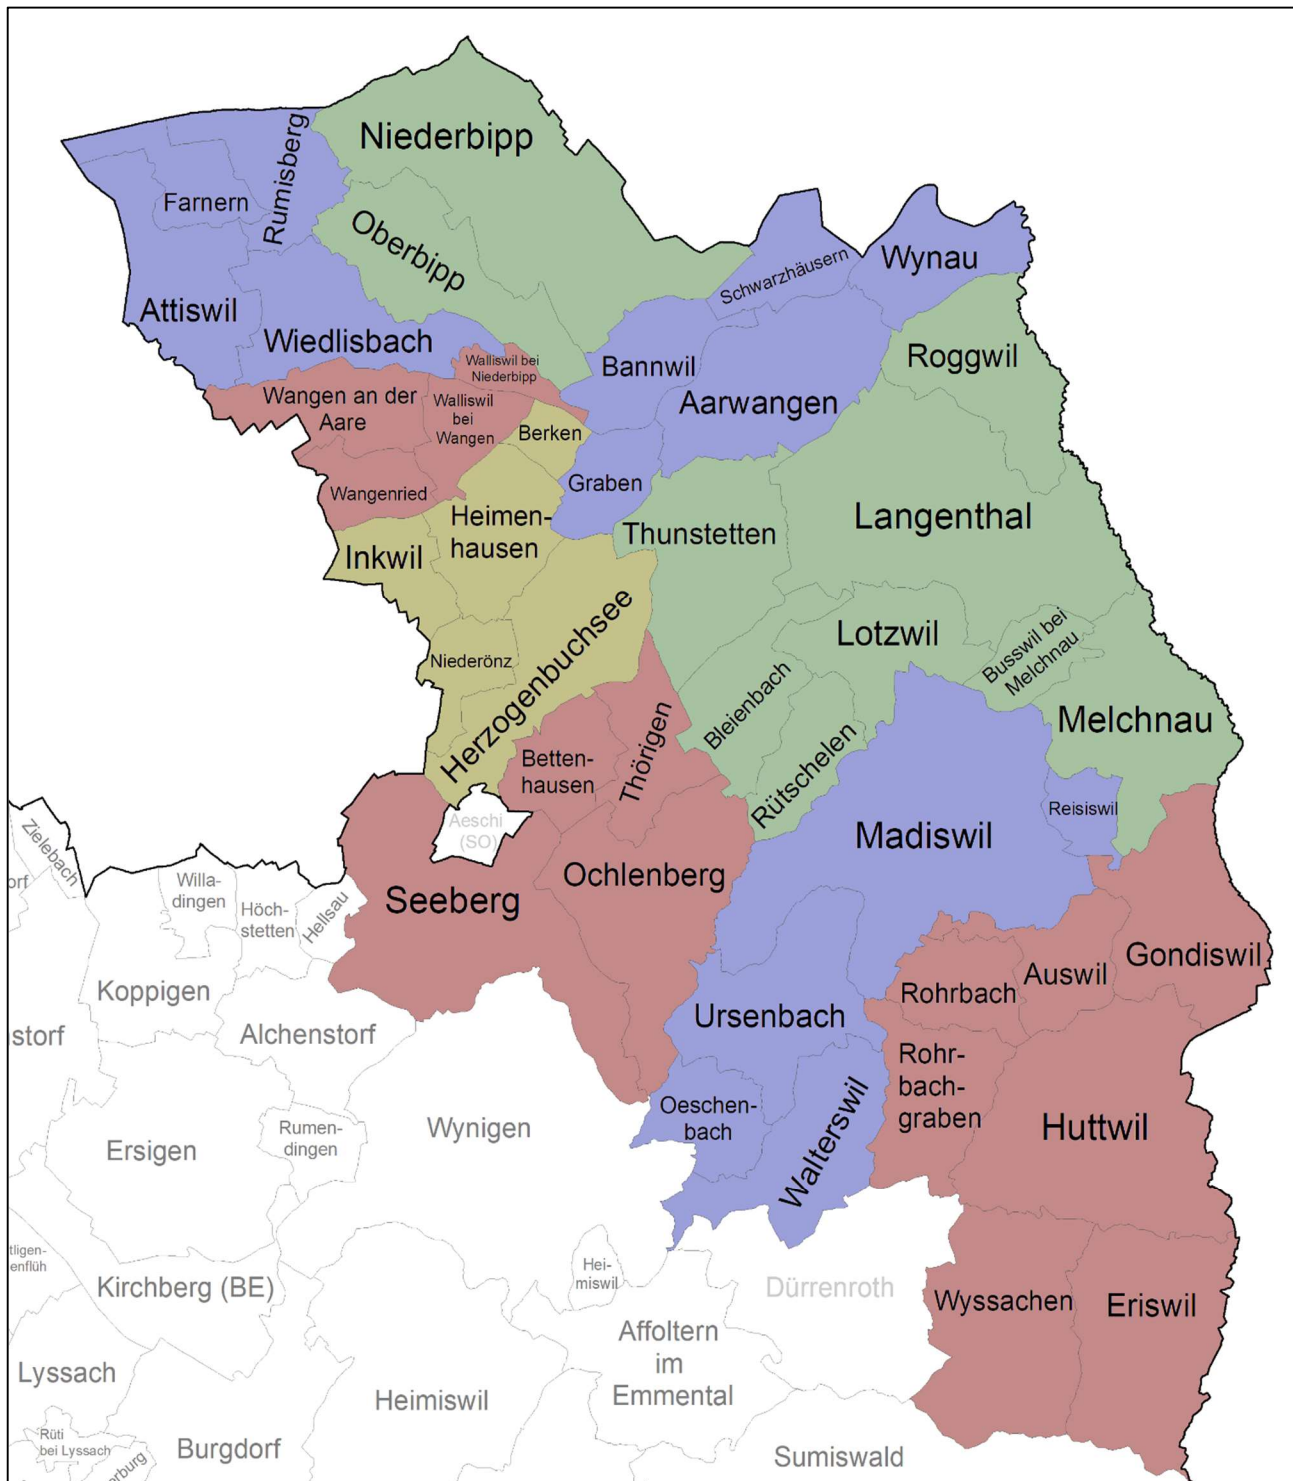 Niederbipp
Rumisberg
Farnern
Oberbipp
Schwarzhäusern
Wynau
Attiswil
Wiedlisbach
Walliswil bei
Niederbipp
Bannwil
Roggwil
Wangen an der
Aare
Walliswil
bei
Wangen
Aarwangen
Berken
Wangenried
Graben
Heimen-
hausen
Inkwil
Thunstetten
Langenthal
Niederönz
Herzogenbuchsee
Lotzwil
Busswil bei
Melchnau
Bleienbach
Melchnau
Betten-
hausen
Thörigen
Rütschelen
Reisiswil
Aeschi
(SO)
Madiswil
Zielebach
orf
Willa-
dingen
Höch-
stetten
Hellsau
Seeberg
Ochlenberg
Koppigen
Rohrbach
Auswil
Gondiswil
storf
Alchenstorf
Ursenbach
Rohr-
bach-
graben
Ersigen
Rumen-
dingen
Wynigen
Oeschen-
bach
Walterswil
Huttwil
tligen-
enflüh
Kirchberg (BE)
Hei-
miswil
Dürrenroth
Wyssachen
Eriswil
Lyssach
Heimiswil
Affoltern
im
Emmental
Rüti
bei Lyssach
orburg
Burgdorf
Sumiswald